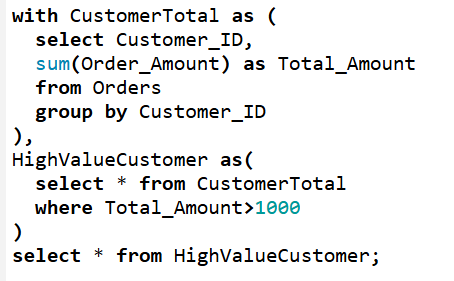 with CustomerTotal as (
  select Customer_ID,
  sum(Order_Amount) as Total_Amount
  from Orders
  group by Customer_ID
),
HighValueCustomer as(
  select * from CustomerTotal
  where Total_Amount>1000
)
select * from HighValueCustomer;